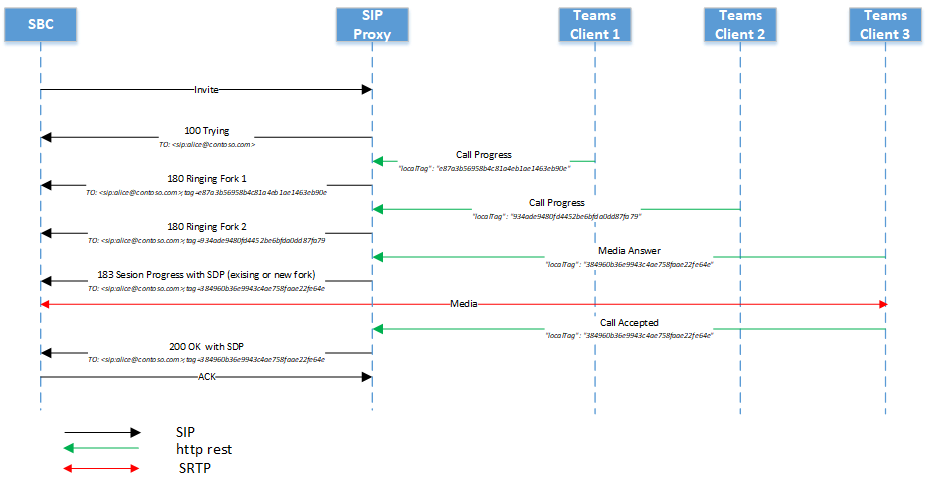 SBC
SIP
Proxy
Teams
Client 1
Teams
Client 2
Teams
Client 3
Invite
100 Trying
TO: <sip:alice@contoso.com>
Call Progress
"localTag" : "e87a3b56958b4c81a4eb1ae1463eb90e"
180 Ringing Fork 1
TO: <sip:alice@contoso.com>;tag=e87a3b56958b4c81a4eb1ae1463eb90e
Call Progress
"localTag" : "934ade9480fd4452be6bfda0dd87fa79"
180 Ringing Fork 2
TO: <sip:alice@contoso.com>;tag=934ade9480fd4452be6bfda0dd87fa79
Media Answer
"localTag" : "384960b36e9943c4ae758faae22fe64e"
183 Sesion Progress with SDP (exising or new fork)
TO: <sip:alice@contoso.com>;tag=384960b36e9943c4ae758faae22fe64e
Media
Call Accepted
"localTag" : "384960b36e9943c4ae758faae22fe64e"
200 OK with SDP
TO: <sip:alice@contoso.com>;tag=384960b36e9943c4ae758faae22fe64e
ACK
SIP
http rest
SRTP